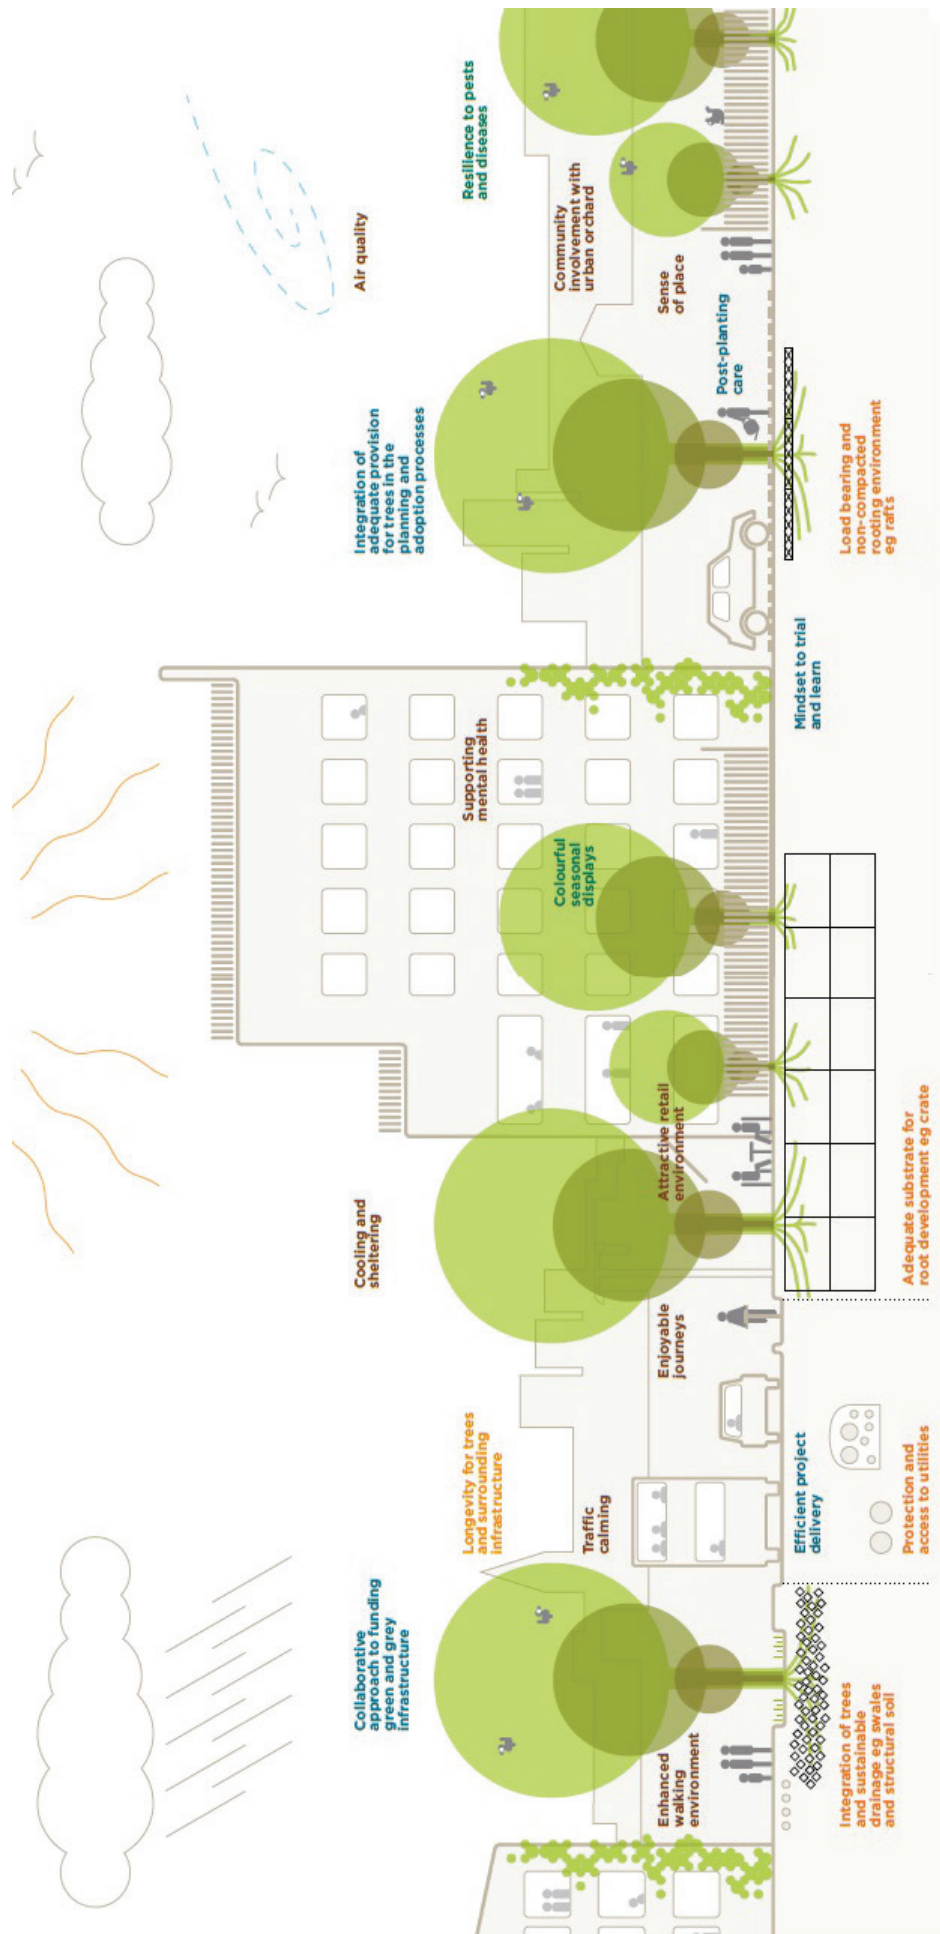 Collaborative
approach to funding
green and grey
infrastructure
Cooling and
sheltering
Integration of
adequate provision
for trees in the
planning and
adoption processes
Air quality
Longevity for trees
and surrounding
infrastructure
Supporting
mental health
Resilience to pests
and diseases
Colourful
seasonal
displays
Community
involvement with
urban orchard
Traffic
calming
Enhanced
walking
environment
Enjoyable
journeys
Attractive retail
environment
Sense
of place
Post-planting
care
Efficient project
delivery
Mindset to trial
and learn
Integration of trees
and sustainable
drainage eg swales
and structural soil
Protection and
access to utilities
Adequate substrate for
root development eg crate
Load bearing and
non-compacted
rooting environment
eg rafts